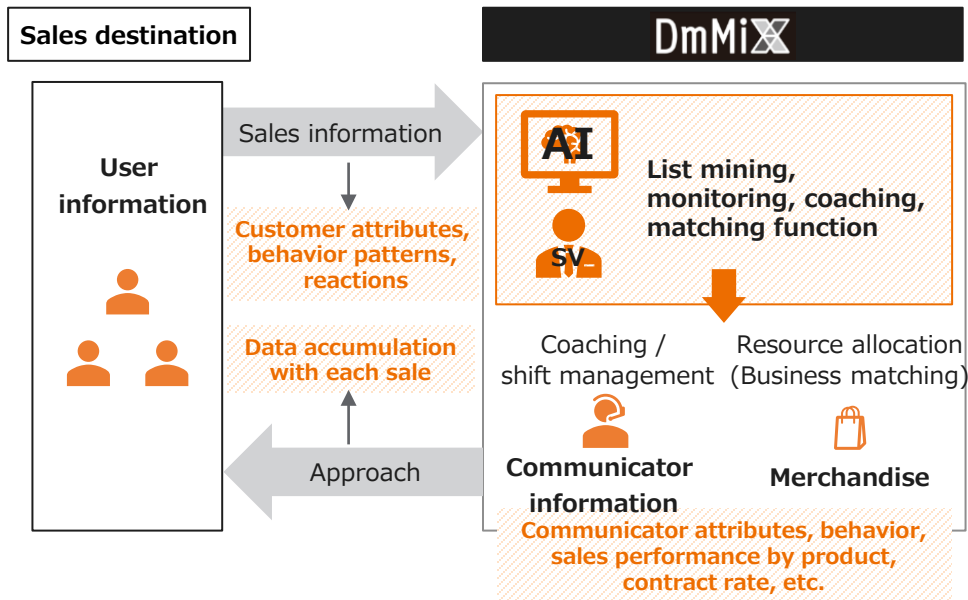 Sales destination
DmMiX
User
information
Sales information
Customer attributes,
behavior patterns,
reactions
Data accumulation
with each sale
Approach
AI
SV
List mining,
monitoring, coaching,
matching function
Coaching /
shift management
Resource allocation
(Business matching)
Communicator
information
Merchandise
Communicator attributes, behavior,
sales performance by product,
contract rate, etc.